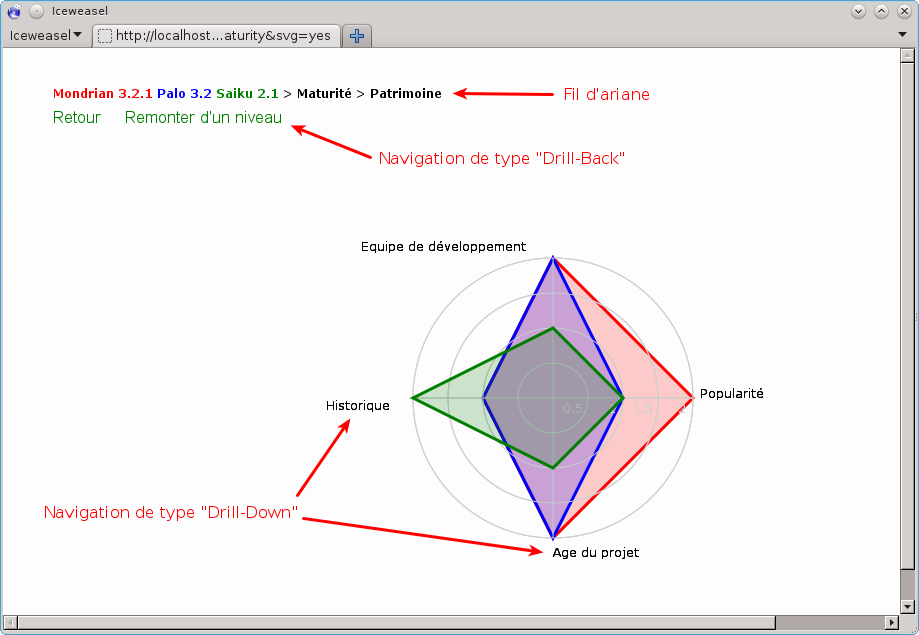 Iceweasel
Iceweasel http://localhost...aturity&svg=yes
Mondrian 3.2.1 Palo 3.2 Saiku 2.1 > Maturité > Patrimoine Fil d'ariane
Retour Remonter d'un niveau
Navigation de type "Drill-Back"
Equipe de développement
Popularité
Historique
0.5 1.5 2
Navigation de type "Drill-Down"
Age du projet